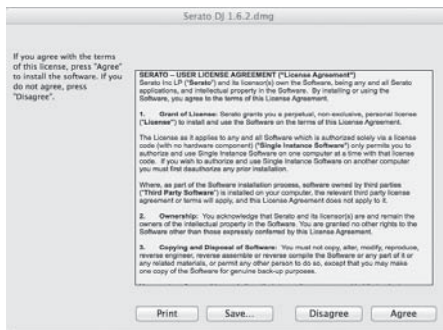 Serato DJ 1.6.2.dmg
If you agree with the terms
of this license, press "Agree"
to install the software. If you
do not agree, press
"Disagree".
SERATO – USER LICENSE AGREEMENT ("License Agreement")
Serato Inc LP ("Serato") and its licensor(s) own the Software, being any and all Serato
applications, and intellectual property in the Software. By installing or using the
Software, you agree to the terms of this License Agreement.
1. Grant of License: Serato grants you a perpetual, non-exclusive, personal license
("License") to install and use the Software on the terms of this License Agreement.
The License as it applies to any and all Software which is authorized solely via a license
code (with no hardware component) ("Single Instance Software") only permits you to
authorize and use Single Instance Software on one computer at a time with that license
code. If you wish to authorize and use Single Instance Software on another computer
you must first deauthorize any prior installation.
Where, as part of the Software installation process, software owned by third parties
("Third Party Software") is installed on your computer, the relevant third party license
agreement or terms will apply, and this License Agreement does not apply to it.
2. Ownership: You acknowledge that Serato and its licensor(s) are and remain the
owners of the intellectual property in the Software. You are granted no other rights to the
Software other than those expressly conferred by this License Agreement.
3. Copying and Disposal of Software: You must not copy, alter, modify, reproduce,
reverse engineer, reverse assemble or reverse compile the Software or any part of it or
any related materials, or permit any other person to do so, except that you may make
one copy of the Software for genuine back-up purposes.
Print Save... Disagree Agree